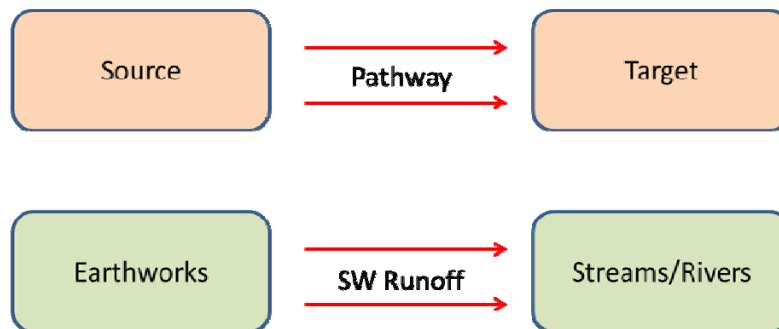 Source
Pathway
Target
Earthworks
SW Runoff
Streams/Rivers